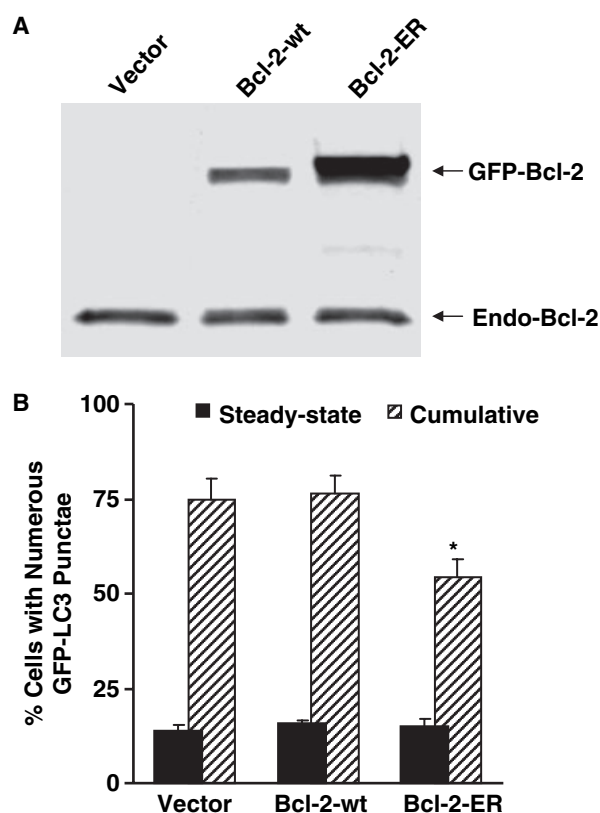 A
Vector
Bcl-2-wt
Bcl-2-ER
GFP-Bcl-2
Endo-Bcl-2
B
Steady-state
Cumulative
% Cells with Numerous
GFP-LC3 Punctae
100
75
50
25
0
*
Vector
Bcl-2-wt
Bcl-2-ER